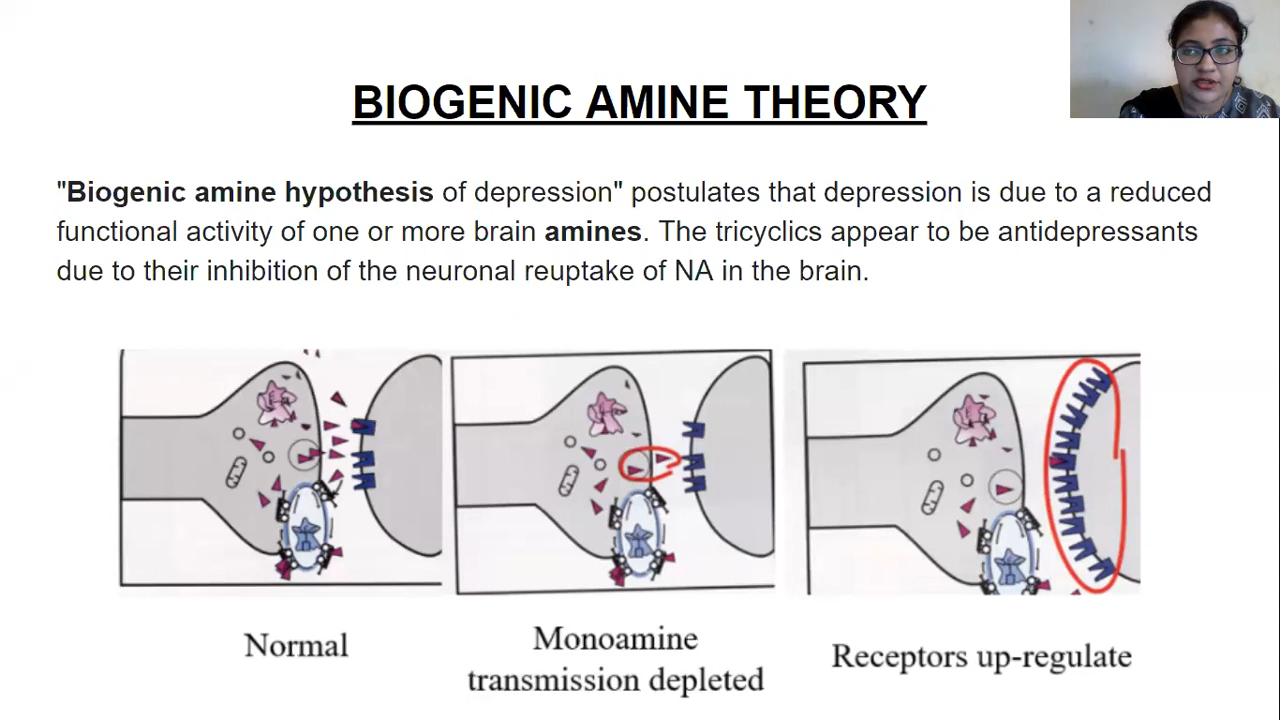 BIOGENIC AMINE THEORY
"Biogenic amine hypothesis of depression" postulates that depression is due to a reduced
functional activity of one or more brain amines. The tricyclics appear to be antidepressants
due to their inhibition of the neuronal reuptake of NA in the brain.
Normal
Monoamine
transmission depleted
Receptors up-regulate